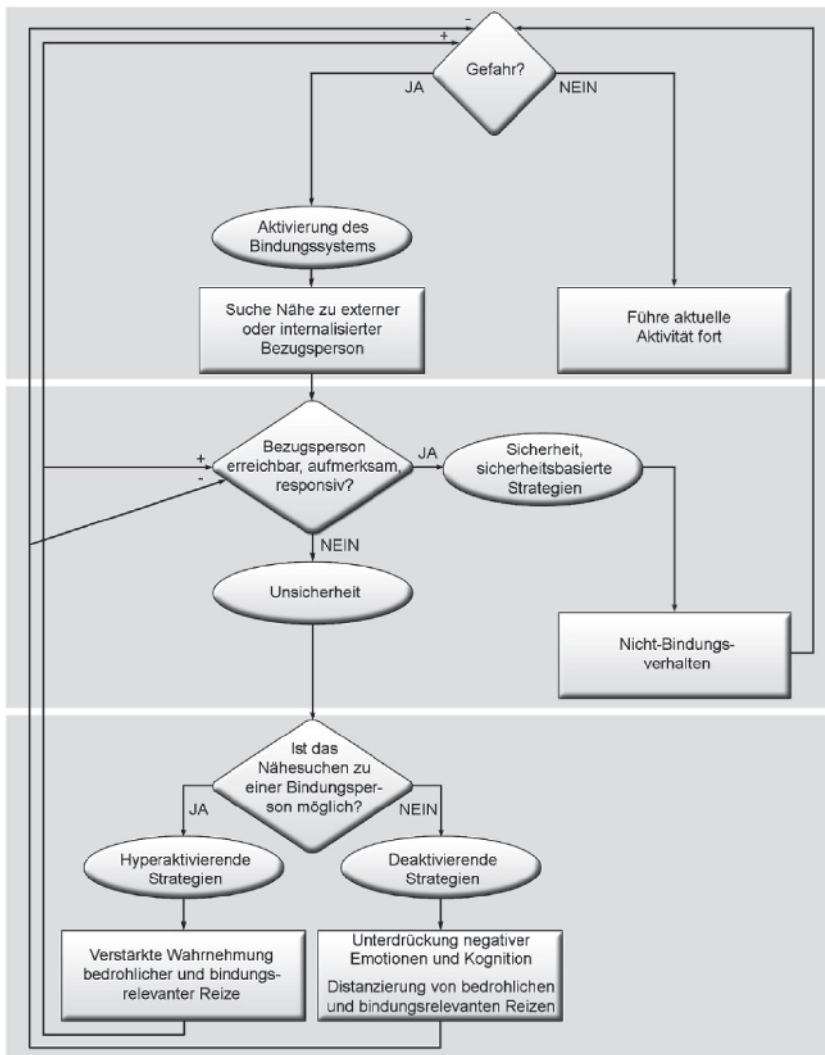 -
+
Gefahr?
JA
NEIN
Aktivierung des
Bindungssystems
Suche Nähe zu externer
oder internalisierter
Bezugsperson
Führe aktuelle
Aktivität fort
+
-
Bezugsperson
erreichbar, aufmerksam,
responsiv?
JA
Sicherheit,
sicherheitsbasierte
Strategien
NEIN
Unsicherheit
Nicht-Bindungs-
verhalten
Ist das
Nähesuchen zu
einer Bindungsper-
son möglich?
JA
NEIN
Hyperaktivierende
Strategien
Deaktivierende
Strategien
Verstärkte Wahrnehmung
bedrohlicher und bindungs-
relevanter Reize
Unterdrückung negativer
Emotionen und Kognition
Distanzierung von bedrohlichen
und bindungsrelevanten Reizen